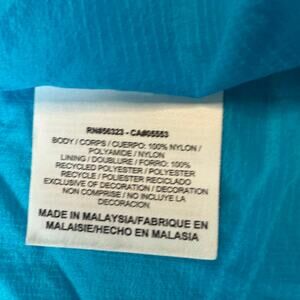 RN#56323 - CA#05553
BODY / CORPS / CUERPO: 100% NYLON /
POLYAMIDE / NYLON
LINING / DOUBLURE / FORRO: 100%
RECYCLED POLYESTER / POLYESTER
RECYCLE / POLIESTER RECICLADO
EXCLUSIVE OF DECORATION / DECORATION
NON COMPRISE / NO INCLUYE LA
DECORACION.
MADE IN MALAYSIA/FABRIQUE EN
MALAISIE/HECHO EN MALASIA